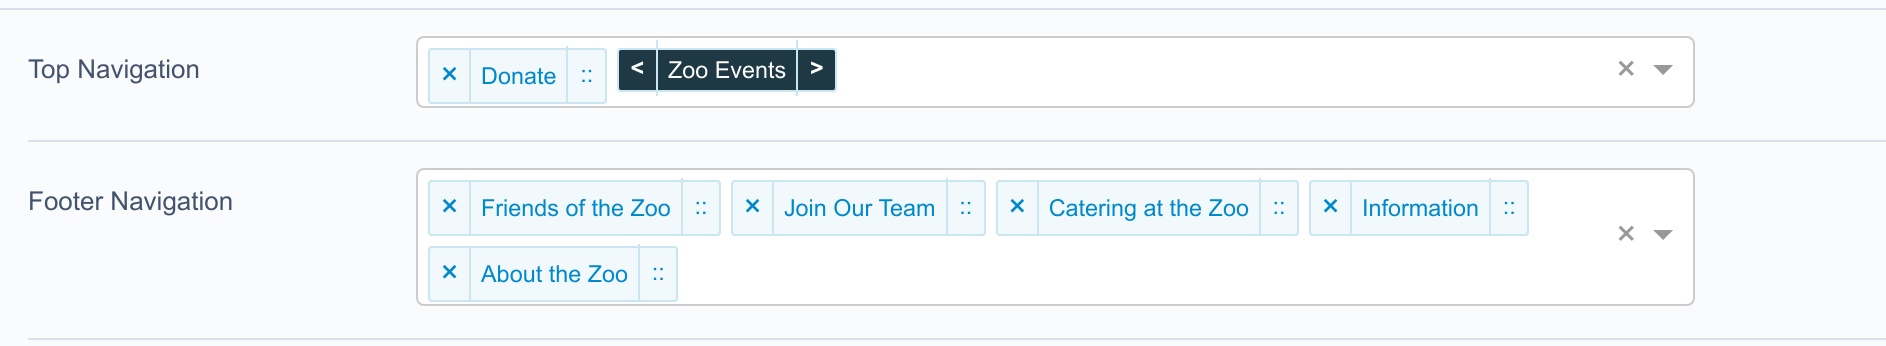 Top Navigation
× Donate :: < Zoo Events > ×
Footer Navigation
× Friends of the Zoo :: × Join Our Team :: × Catering at the Zoo :: × Information :: ×
× About the Zoo ::